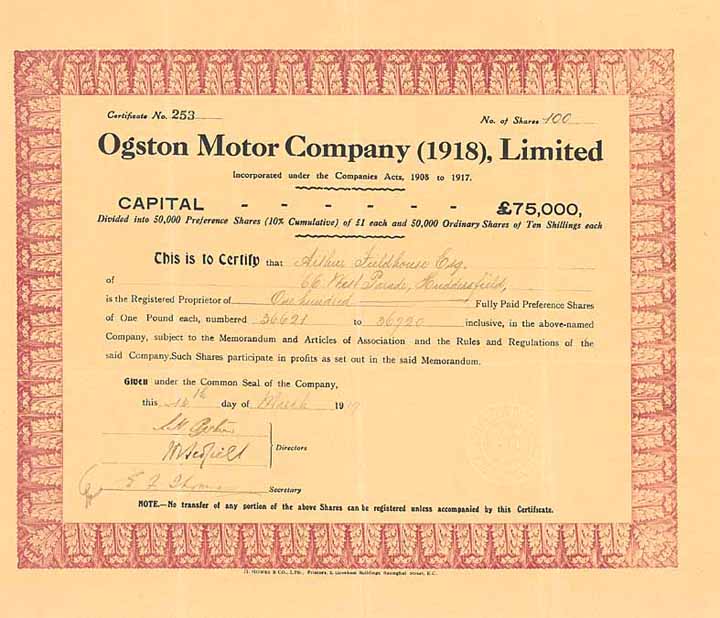 Certificate No. 253
No. of Shares 100
Ogston Motor Company (1918), Limited
Incorporated under the Companies Acts, 1908 to 1917.
CAPITAL - - - - - - £75,000,
Divided into 50,000 Preference Shares (10% Cumulative) of £1 each and 50,000 Ordinary Shares of Ten Shillings each
This is to Certify that Arthur Fieldhouse Esq.
of 66 West Parade, Huddersfield,
is the Registered Proprietor of One hundred Fully Paid Preference Shares
of One Pound each, numbered 36621 to 36720 inclusive, in the above-named
Company, subject to the Memorandum and Articles of Association and the Rules and Regulations of the
said Company. Such Shares participate in profits as set out in the said Memorandum.
Given under the Common Seal of the Company,
this 14th day of March 1919
Directors
Secretary
NOTE.—No transfer of any portion of the above Shares can be registered unless accompanied by this Certificate.
& CO., LTD., Printers,